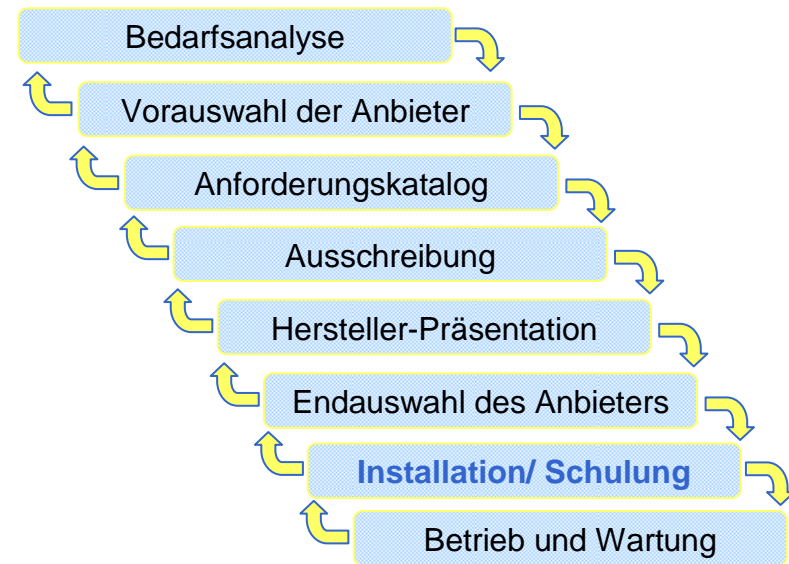 Bedarfsanalyse
Vorauswahl der Anbieter
Anforderungskatalog
Ausschreibung
Hersteller-Präsentation
Endauswahl des Anbieters
Installation/ Schulung
Betrieb und Wartung